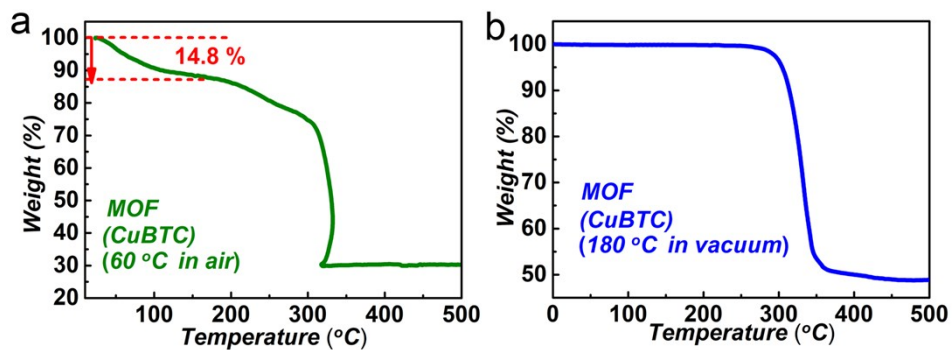 a
100
90
80
70
60
50
40
30
20
14.8 %
MOF
(CuBTC)
(60 °C in air)
Weight (%)
100 200 300 400 500
Temperature (°C)
b
100
90
80
70
60
50
MOF
(CuBTC)
(180 °C in vacuum)
Weight (%)
0 100 200 300 400 500
Temperature (°C)